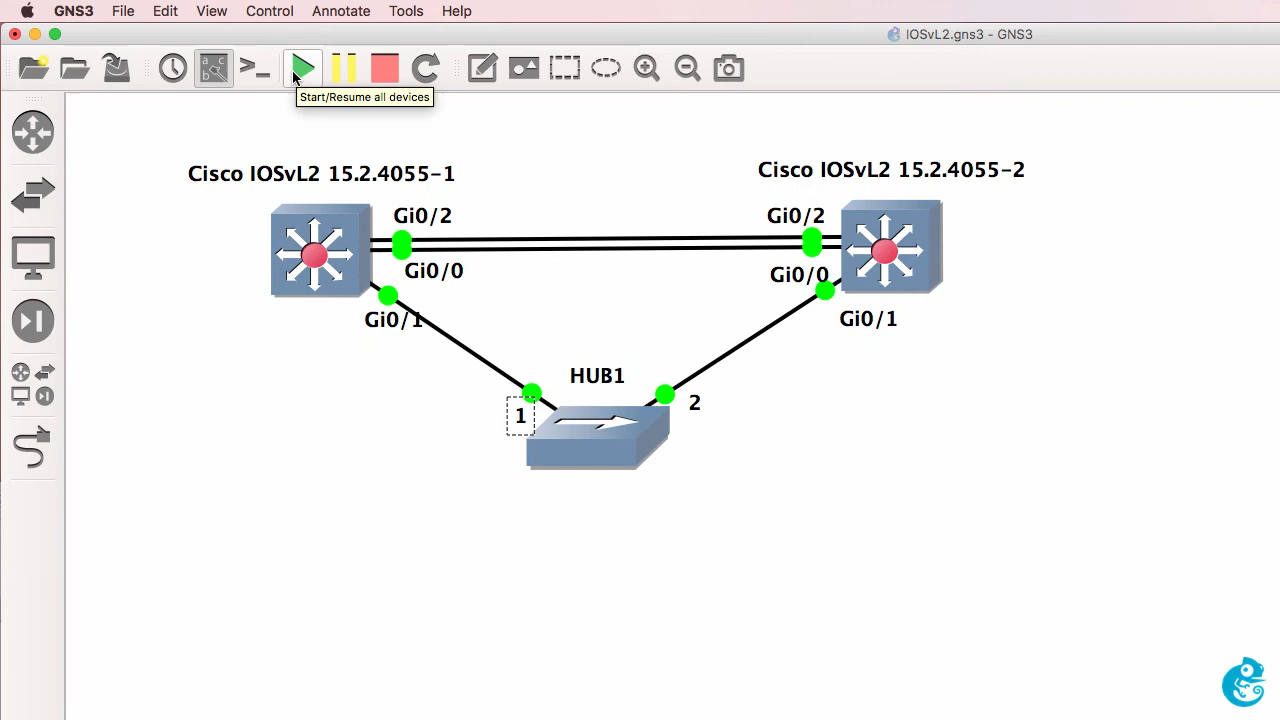 GNS3 File Edit View Control Annotate Tools Help
IOSvL2.gns3 - GNS3
a c
b
Start/Resume all devices
Cisco IOSvL2 15.2.4055-1
Cisco IOSvL2 15.2.4055-2
Gi0/2
Gi0/2
Gi0/0
Gi0/0
Gi0/1
Gi0/1
HUB1
1
2